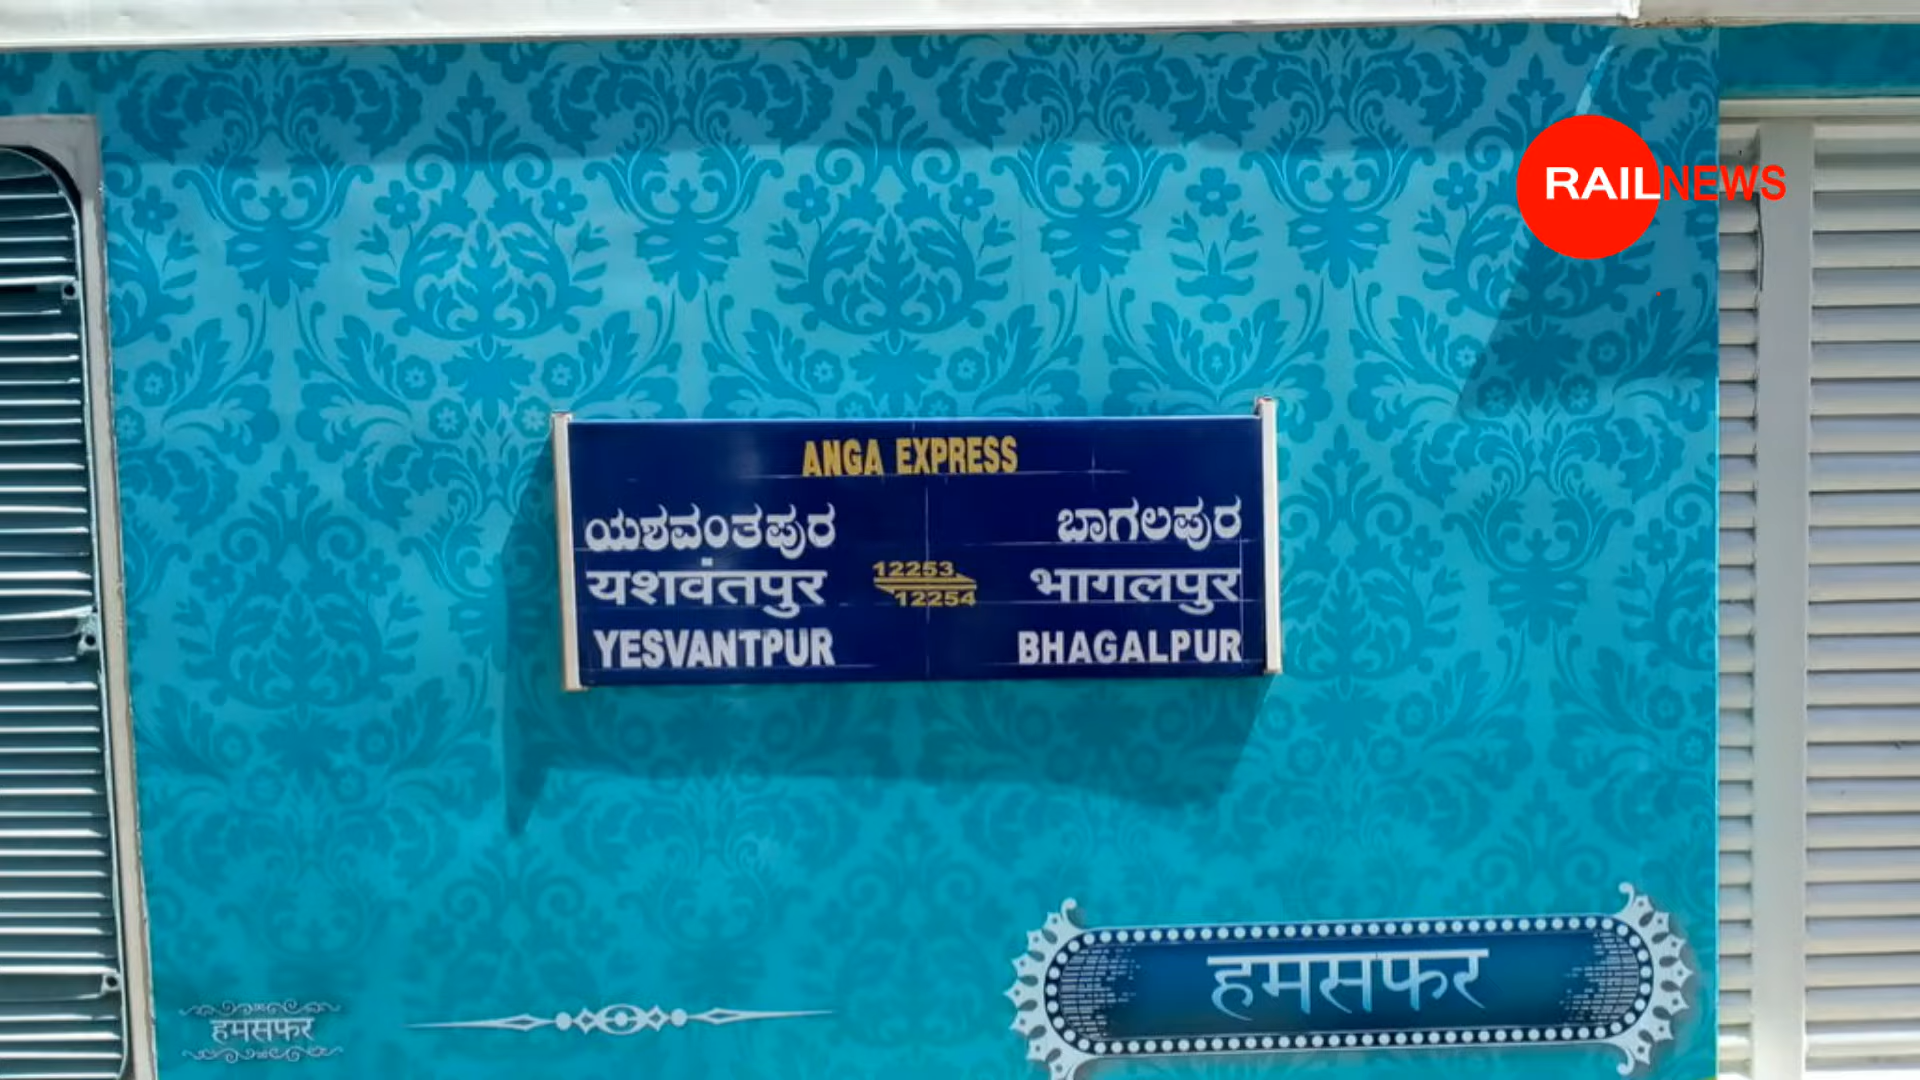 RAILNEWS
ANGA EXPRESS
ಯಶವಂತಪುರ ಬಾಗಲಪುರ
12253
यशवंतपुर भागलपुर
12254
YESVANTPUR BHAGALPUR
हमसफर
हमसफर